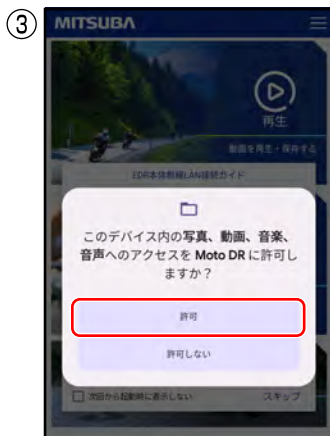 ③
MITSUBA
再生
動画を再生・保存する
EDR本体無線LAN接続ガイド
このデバイス内の写真、動画、音楽、
音声へのアクセスを Moto DR に許可し
ますか？
許可
許可しない
次回から起動時に表示しない
スキップ